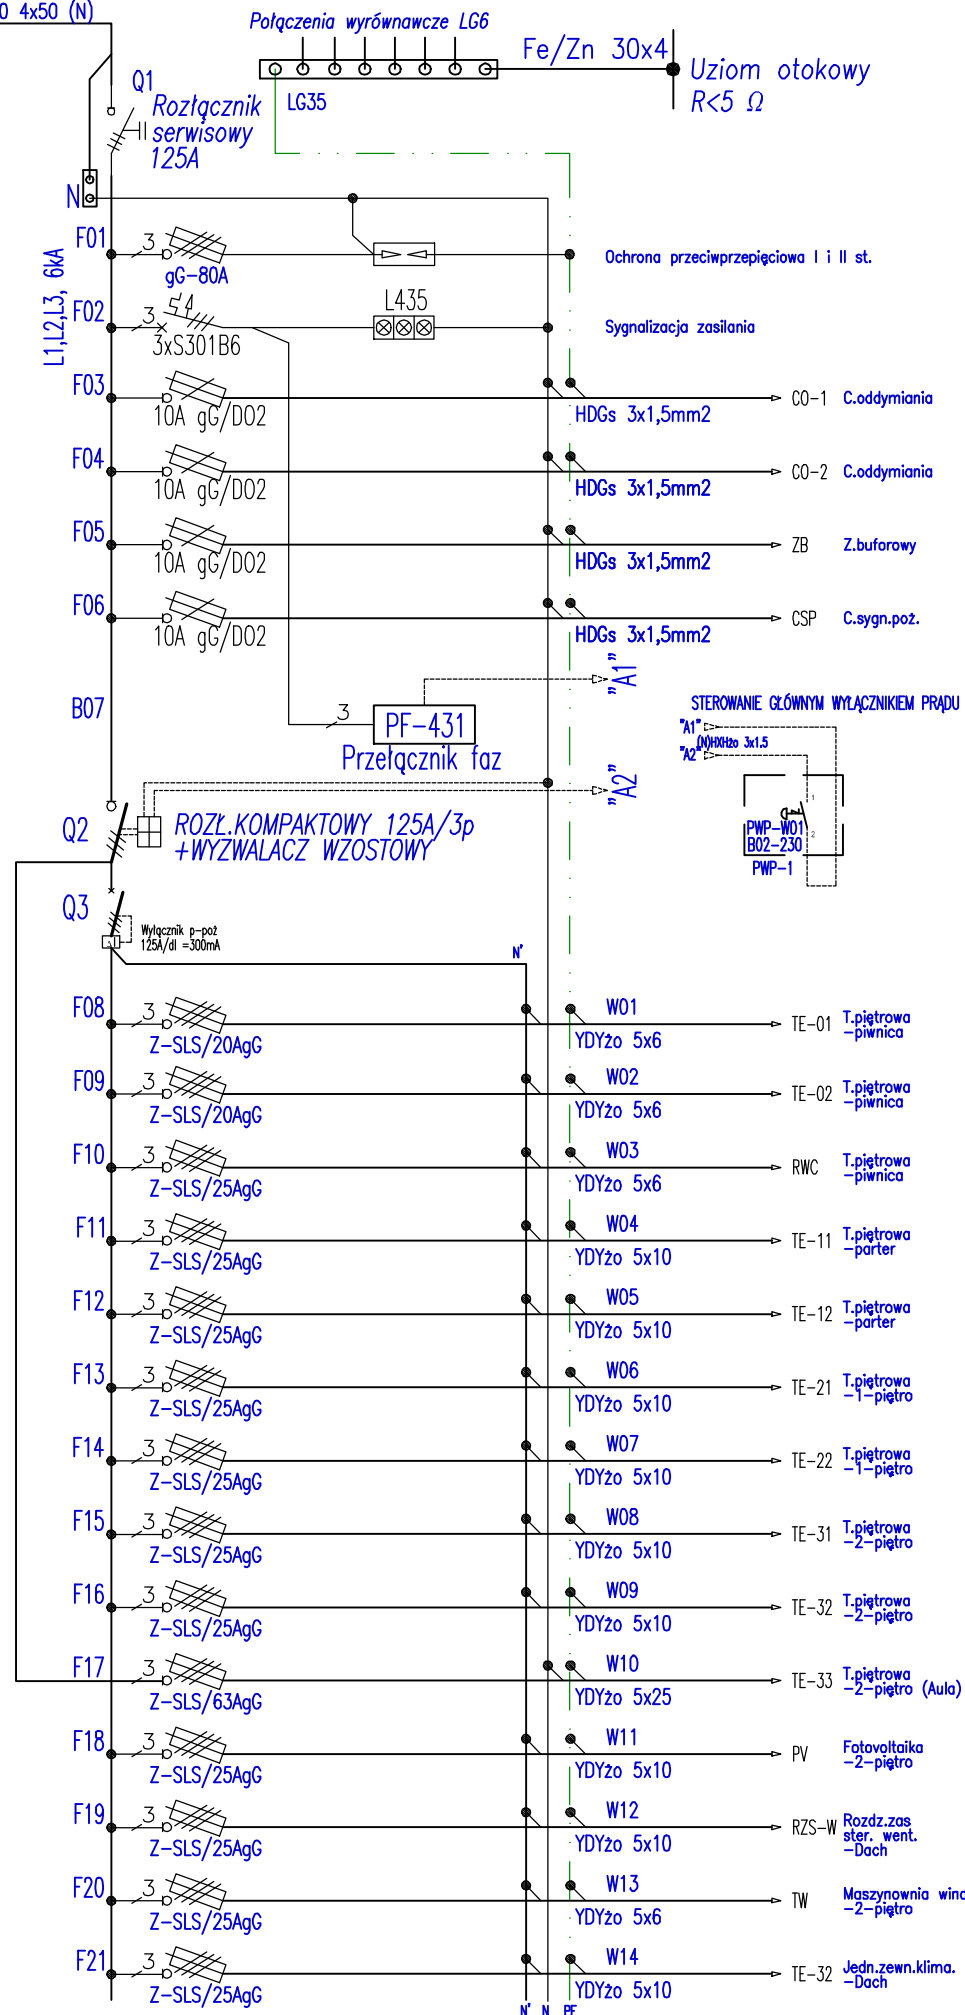 0 4x50 (N)
Połączenia wyrównawcze LG6
Fe/Zn 30x4
Uziom otokowy
R<5 Ω
LG35
Q1
Rozłącznik
serwisowy
125A
N
L1,L2,L3, 6kA
F01
3
gG-80A
Ochrona przeciwprzepięciowa I i II st.
F02
3
3xS301B6
L435
Sygnalizacja zasilania
F03
10A gG/D02
HDGs 3x1,5mm2
CO-1 C.oddymiania
F04
10A gG/D02
HDGs 3x1,5mm2
CO-2 C.oddymiania
F05
10A gG/D02
HDGs 3x1,5mm2
ZB Z.buforowy
F06
10A gG/D02
HDGs 3x1,5mm2
CSP C.sygn.poż.
B07
3
PF-431
Przełącznik faz
"A1"
"A2"
STEROWANIE GŁÓWNYM WYŁĄCZNIKIEM PRĄDU
"A1"
(N)HXHżo 3x1.5
"A2"
1
PWP-W01
B02-230
2
PWP-1
Q2
ROZŁ.KOMPAKTOWY 125A/3p
+WYZWALACZ WZOSTOWY
Q3
Wyłącznik p-poż
125A/dI =300mA
N'
F08
3
Z-SLS/20AgG
W01
YDYżo 5x6
TE-01 T.piętrowa
-piwnica
F09
3
Z-SLS/20AgG
W02
YDYżo 5x6
TE-02 T.piętrowa
-piwnica
F10
3
Z-SLS/25AgG
W03
YDYżo 5x6
RWC T.piętrowa
-piwnica
F11
3
Z-SLS/25AgG
W04
YDYżo 5x10
TE-11 T.piętrowa
-parter
F12
3
Z-SLS/25AgG
W05
YDYżo 5x10
TE-12 T.piętrowa
-parter
F13
3
Z-SLS/25AgG
W06
YDYżo 5x10
TE-21 T.piętrowa
-1-piętro
F14
3
Z-SLS/25AgG
W07
YDYżo 5x10
TE-22 T.piętrowa
-1-piętro
F15
3
Z-SLS/25AgG
W08
YDYżo 5x10
TE-31 T.piętrowa
-2-piętro
F16
3
Z-SLS/25AgG
W09
YDYżo 5x10
TE-32 T.piętrowa
-2-piętro
F17
3
Z-SLS/63AgG
W10
YDYżo 5x25
TE-33 T.piętrowa
-2-piętro (Aula)
F18
3
Z-SLS/25AgG
W11
YDYżo 5x10
PV Fotovoltaika
-2-piętro
F19
3
Z-SLS/25AgG
W12
YDYżo 5x10
RZS-W Rozdz.zas
ster. went.
-Dach
F20
3
Z-SLS/25AgG
W13
YDYżo 5x6
TW Maszynownia wind
-2-piętro
F21
3
Z-SLS/25AgG
W14
YDYżo 5x10
TE-32 Jedn.zewn.klima.
-Dach
N' N PE